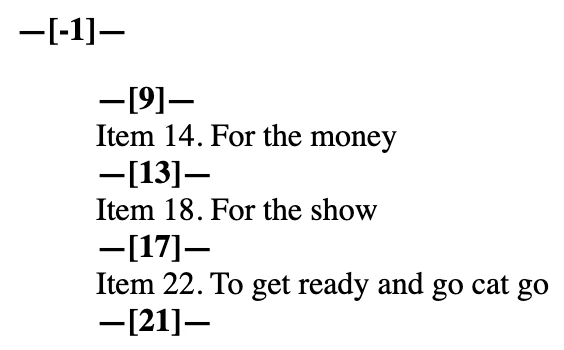 —[-1]—
—[9]—
Item 14. For the money
—[13]—
Item 18. For the show
—[17]—
Item 22. To get ready and go cat go
—[21]—